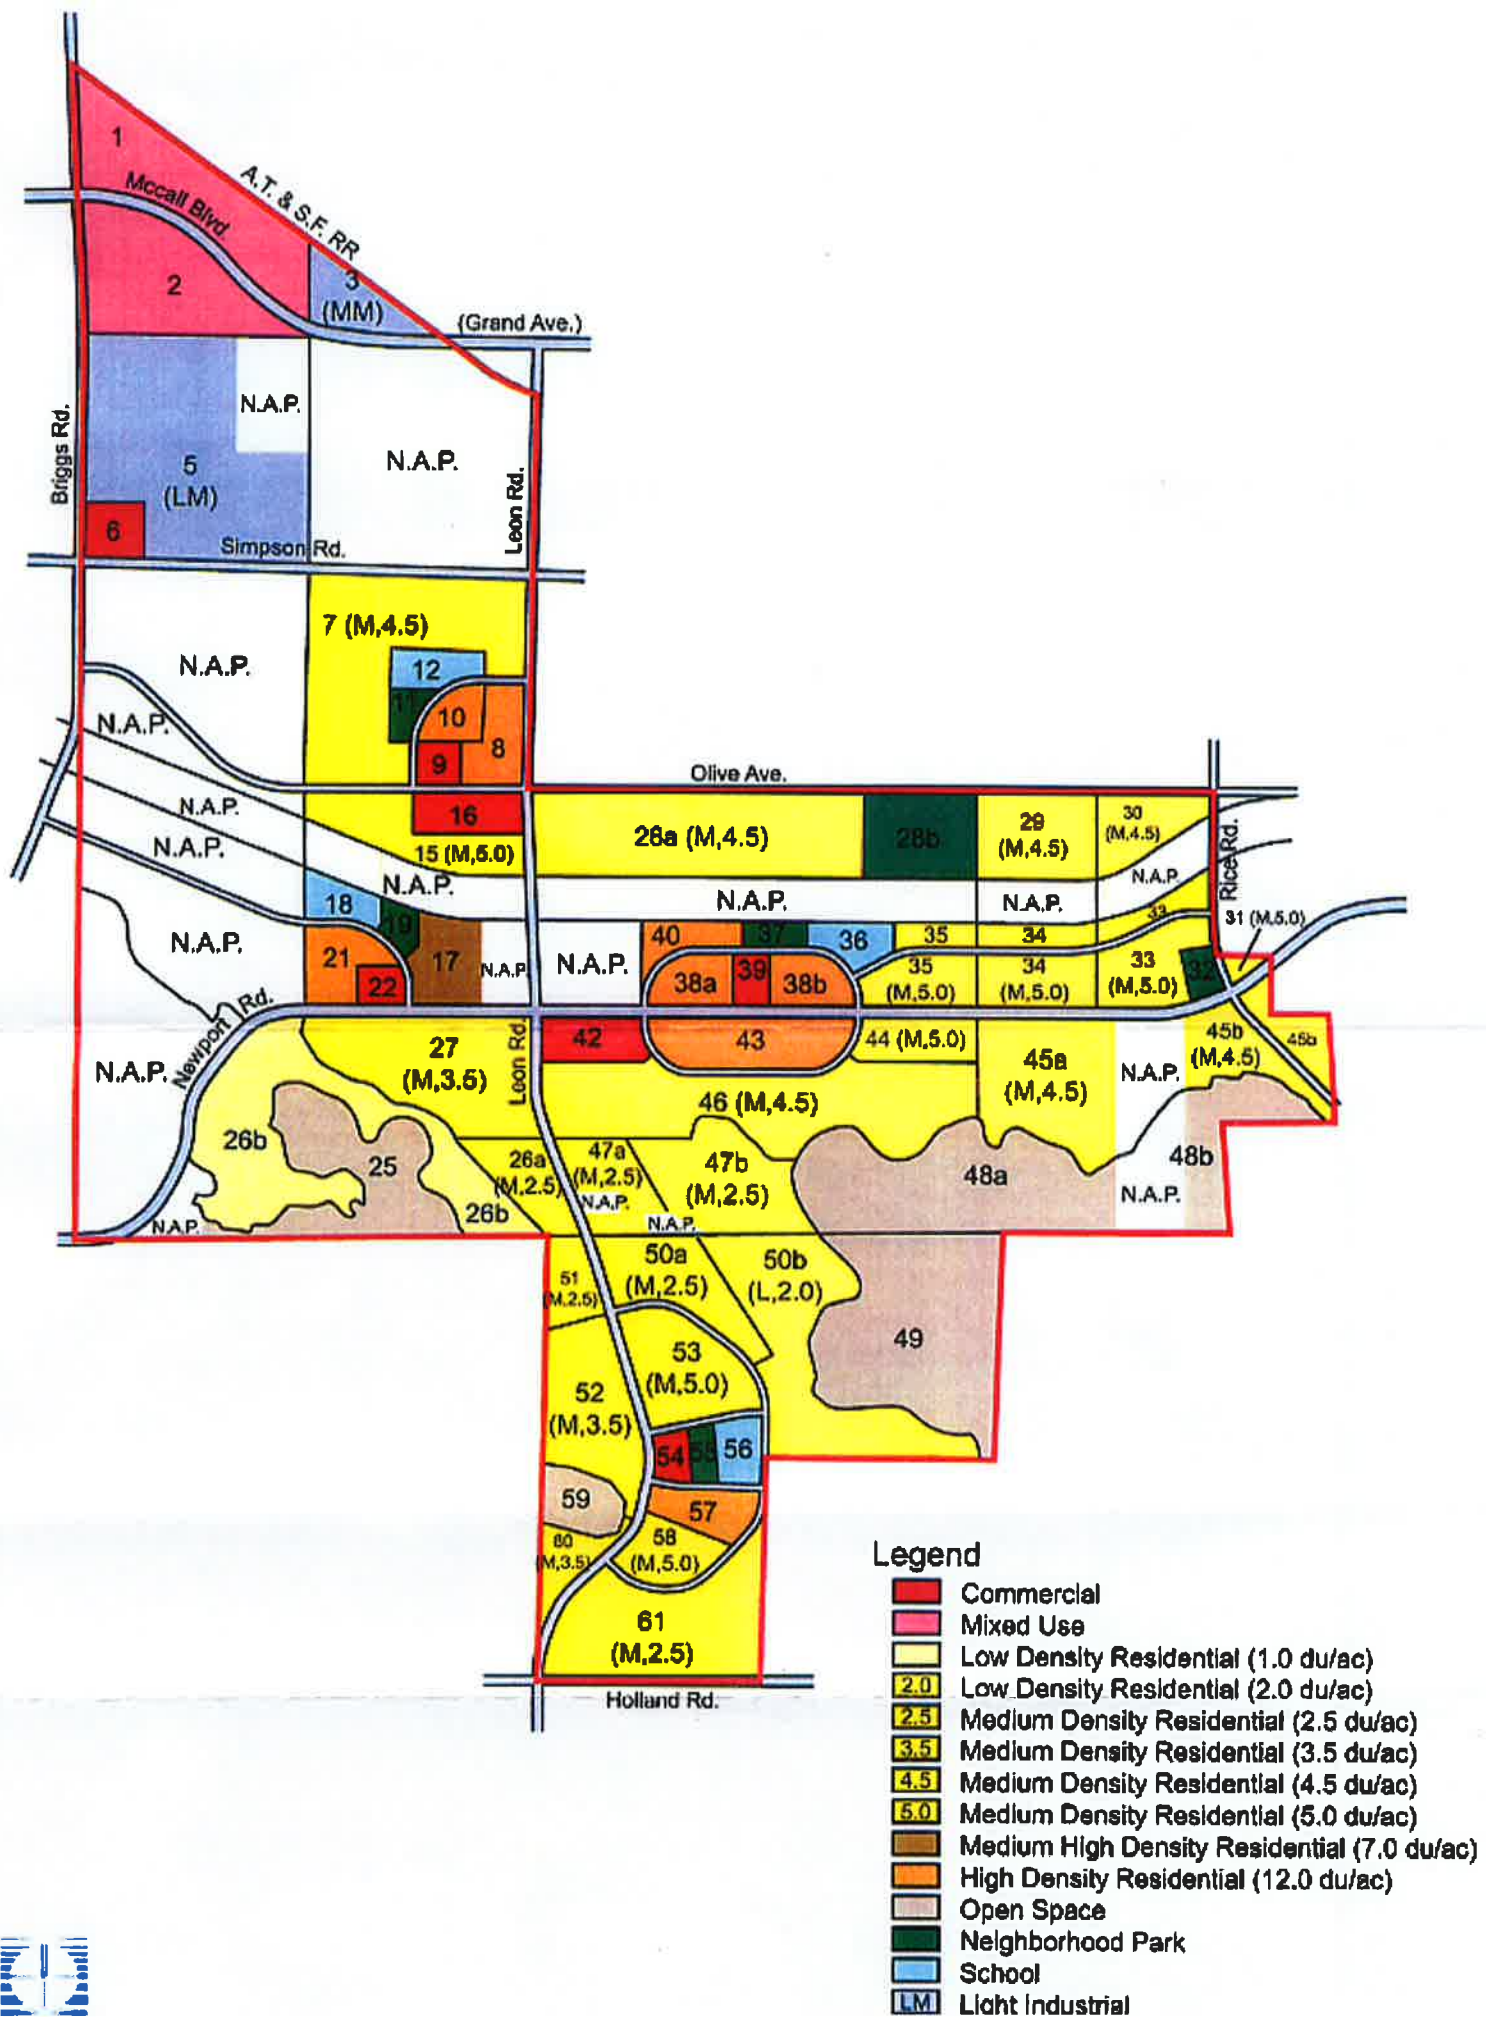 1
Mccall Blvd.
A.T. & S.F. RR
2
3
(MM)
(Grand Ave.)
N.A.P.
Briggs Rd.
5
(LM)
N.A.P.
Leon Rd.
6
Simpson Rd.
7 (M,4.5)
12
N.A.P.
11
10
N.A.P.
8
9
Olive Ave.
N.A.P.
16
28a (M,4.5)
28b
29
(M,4.5)
30
(M,4.5)
N.A.P.
15 (M,5.0)
N.A.P.
N.A.P.
N.A.P.
N.A.P.
Rice Rd.
18
19
33
31 (M,5.0)
N.A.P.
21
17
N.A.P.
N.A.P.
40
37
36
35
34
22
38a
39
38b
35
(M,5.0)
34
(M,5.0)
33
(M,5.0)
32
Newport Rd.
N.A.P.
27
(M,3.5)
Leon Rd.
42
43
44 (M,5.0)
45a
(M,4.5)
N.A.P.
45b
(M,4.5)
45b
46 (M,4.5)
26b
25
26a
(M,2.5)
47a
(M,2.5)
N.A.P.
47b
(M,2.5)
48a
48b
N.A.P.
26b
N.A.P.
N.A.P.
50a
(M,2.5)
50b
(L,2.0)
51
(M,2.5)
49
53
(M,5.0)
52
(M,3.5)
54
55
56
59
57
60
(M,3.5)
58
(M,5.0)
61
(M,2.5)
Holland Rd.
Legend
Commercial
Mixed Use
Low Density Residential (1.0 du/ac)
2.0 Low Density Residential (2.0 du/ac)
2.5 Medium Density Residential (2.5 du/ac)
3.5 Medium Density Residential (3.5 du/ac)
4.5 Medium Density Residential (4.5 du/ac)
5.0 Medium Density Residential (5.0 du/ac)
Medium High Density Residential (7.0 du/ac)
High Density Residential (12.0 du/ac)
Open Space
Neighborhood Park
School
LM Light Industrial